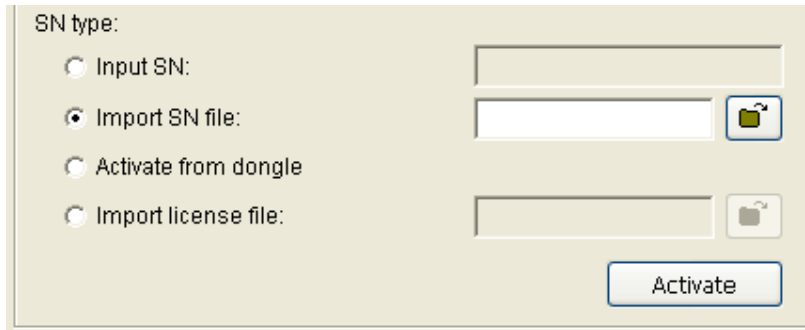 SN type:
Input SN:
Import SN file:
Activate from dongle
Import license file:
Activate